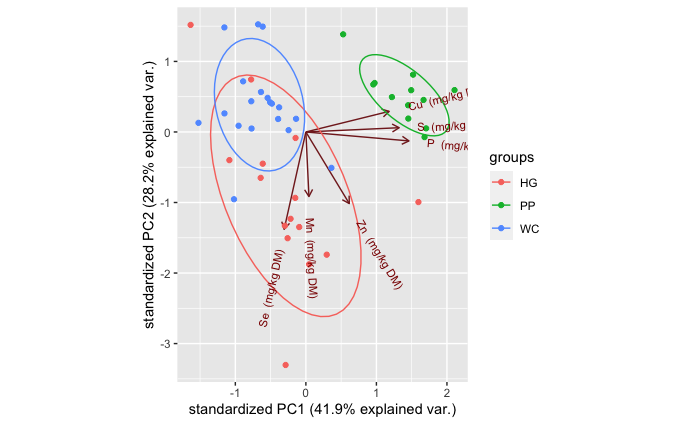 standardized PC2 (28.2% explained var.)
1
0
-1
-2
-3
Cu (mg/kg D
S (mg/kg
P (mg/k
Zn (mg/kg DM)
Mn (mg/kg DM)
Se (mg/kg DM)
-1
0
1
2
standardized PC1 (41.9% explained var.)
groups
HG
PP
WC